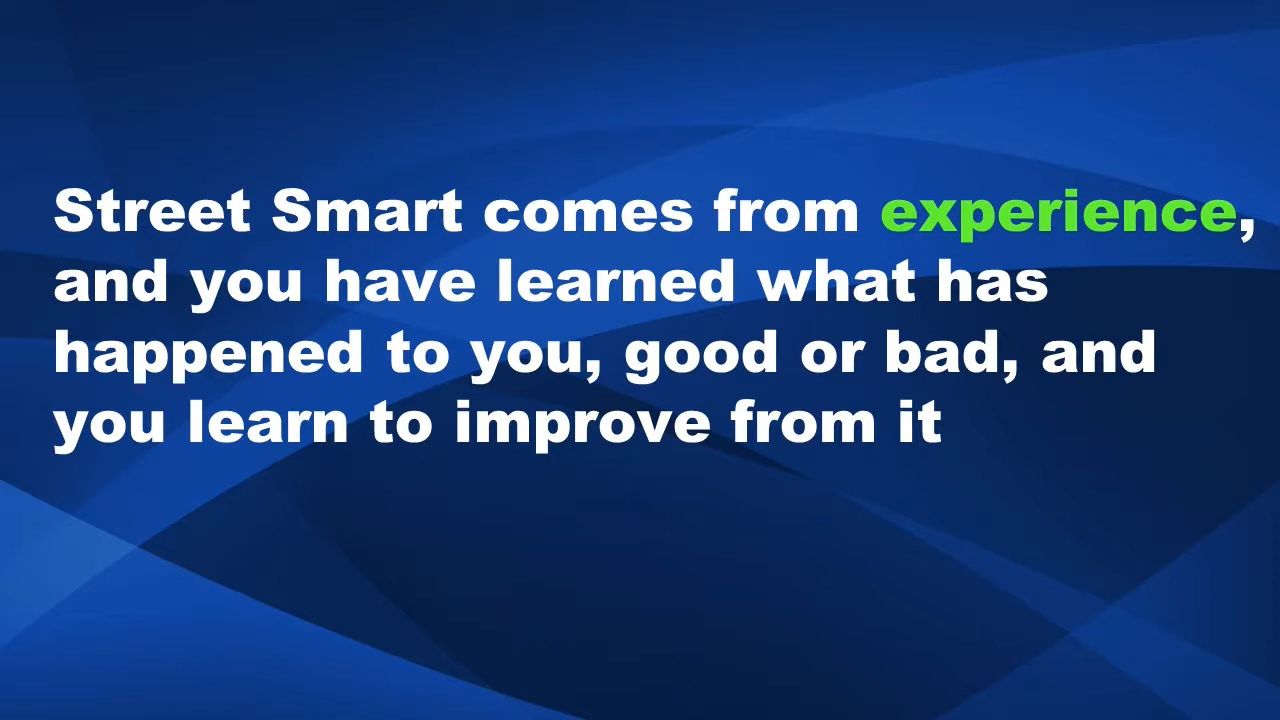 Street Smart comes from experience,
and you have learned what has
happened to you, good or bad, and
you learn to improve from it